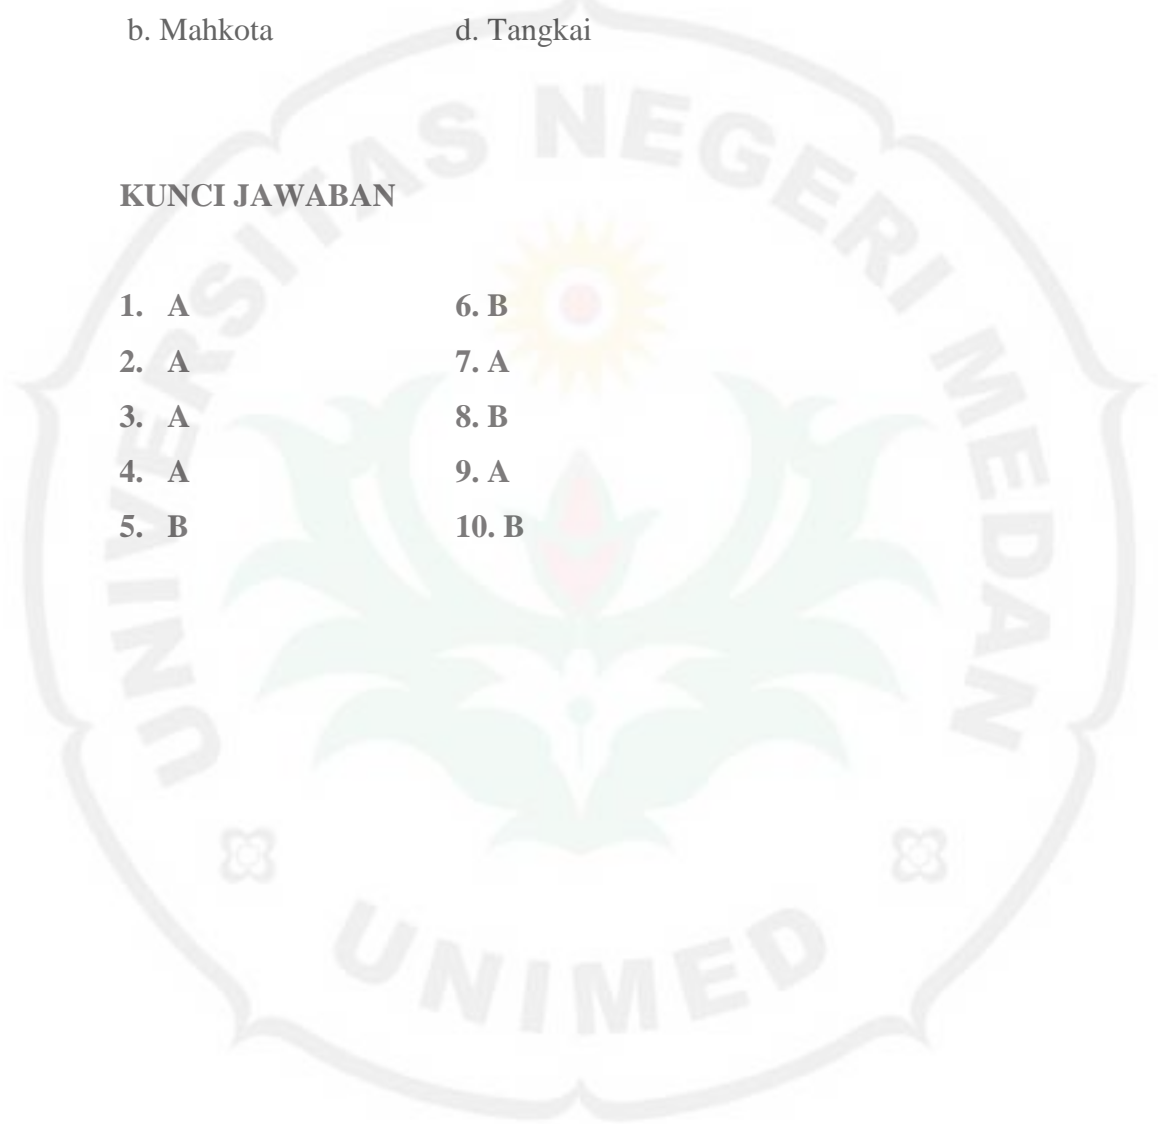 b. Mahkota d. Tangkai
KUNCI JAWABAN
1. A 6. B
2. A 7. A
3. A 8. B
4. A 9. A
5. B 10. B
UNIVERSITAS NEGERI MEDAN
UNIMED